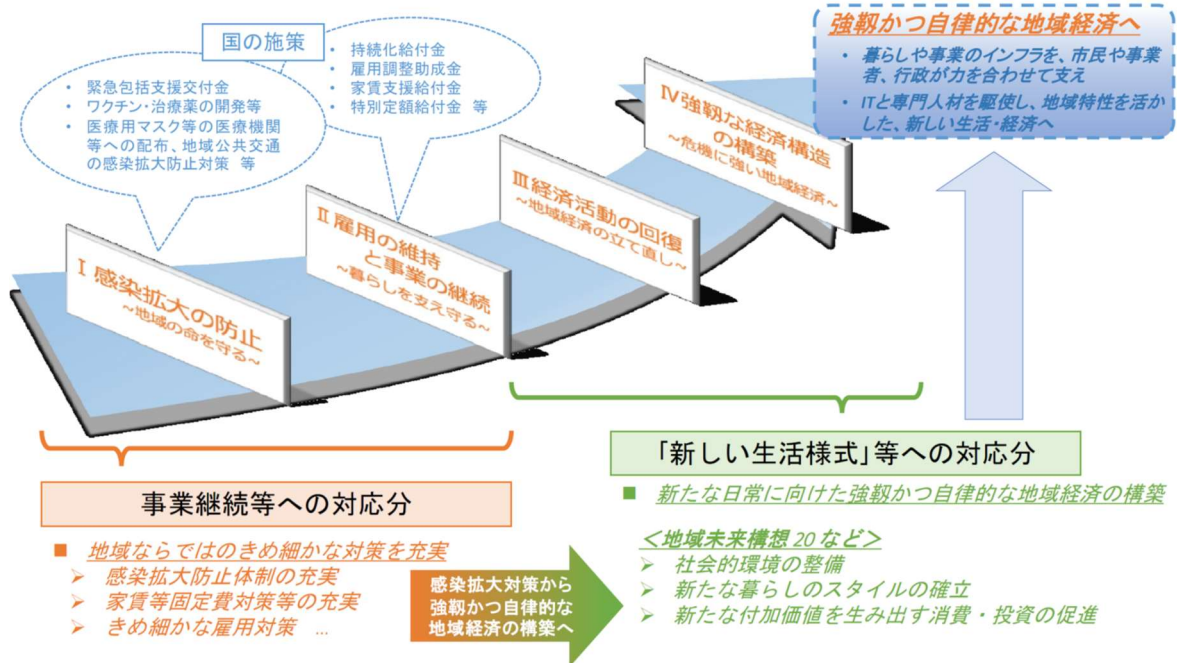 国の施策
• 緊急包括支援交付金
• ワクチン・治療薬の開発等
• 医療用マスク等の医療機関
等への配布、地域公共交通
の感染拡大防止対策 等
• 持続化給付金
• 雇用調整助成金
• 家賃支援給付金
• 特別定額給付金 等
Ⅰ 感染拡大の防止
~地域の命を守る~
Ⅱ 雇用の維持
と事業の継続
~暮らしを支え守る~
Ⅲ 経済活動の回復
~地域経済の立て直し~
Ⅳ 強靱な経済構造
の構築
~危機に強い地域経済~
強靱かつ自律的な地域経済へ
• 暮らしや事業のインフラを、市民や事業
者、行政が力を合わせて支え
• ITと専門人材を駆使し、地域特性を活か
した、新しい生活・経済へ
事業継続等への対応分
■ 地域ならではのきめ細かな対策を充実
➢ 感染拡大防止体制の充実
➢ 家賃等固定費対策等の充実
➢ きめ細かな雇用対策 …
感染拡大対策から
強靱かつ自律的な
地域経済の構築へ
「新しい生活様式」等への対応分
■ 新たな日常に向けた強靱かつ自律的な地域経済の構築
＜地域未来構想 20 など＞
➢ 社会的環境の整備
➢ 新たな暮らしのスタイルの確立
➢ 新たな付加価値を生み出す消費・投資の促進